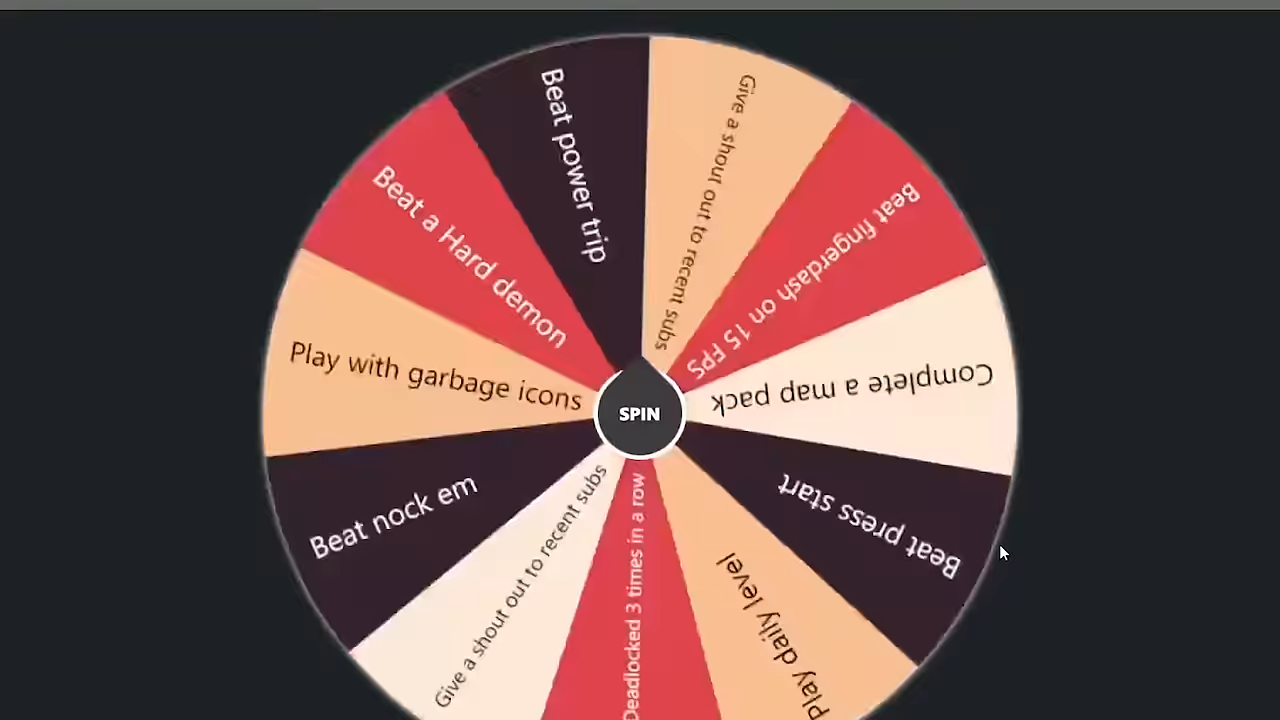 Beat power trip
Give a shout out to recent subs
Beat fingerdash on 15 FPS
Complete a map pack
Beat press start
Play daily level
Deadlocked 3 times in a row
Give a shout out to recent subs
Beat nock em
Play with garbage icons
Beat a Hard demon
SPIN